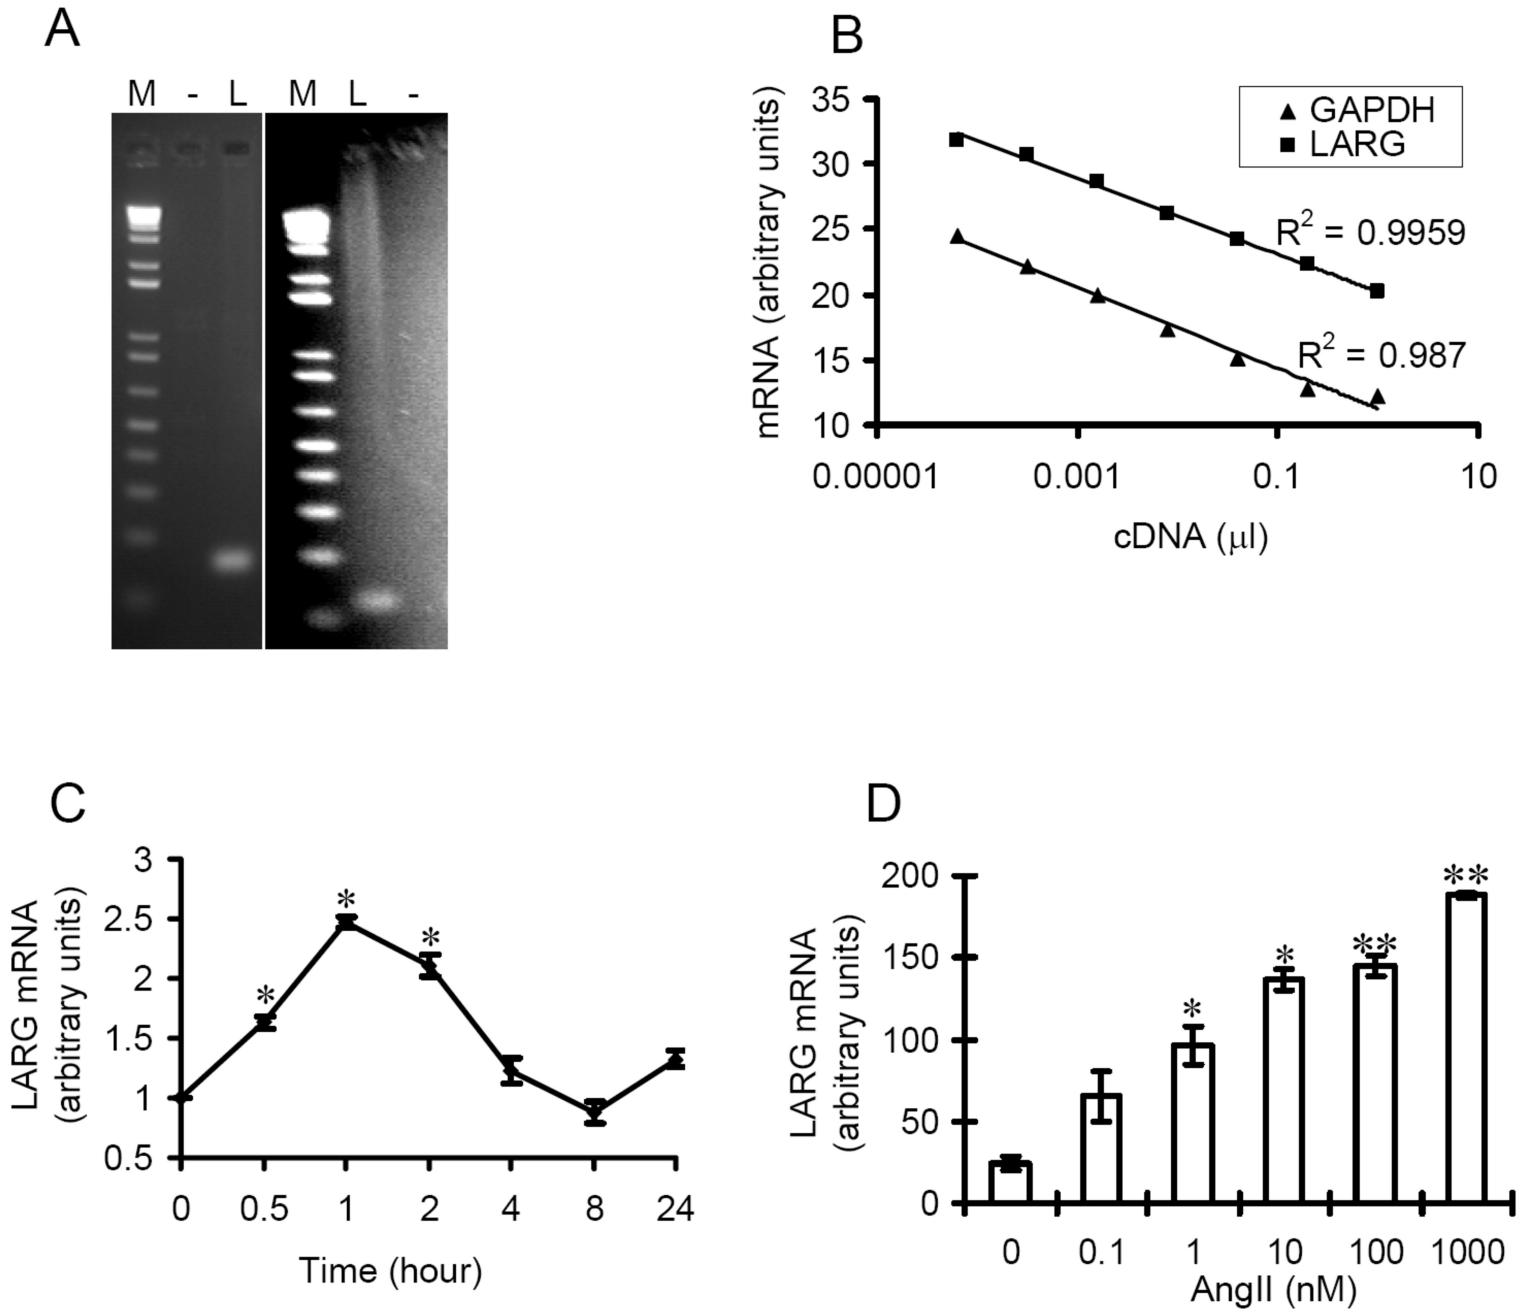 A
M - L M L -
B
mRNA (arbitrary units)
35
30
25
20
15
10
GAPDH
LARG
R2 = 0.9959
R2 = 0.987
0.00001 0.001 0.1 10
cDNA (μl)
C
LARG mRNA
(arbitrary units)
3
2.5
2
1.5
1
0.5
*
*
*
0 0.5 1 2 4 8 24
Time (hour)
D
LARG mRNA
(arbitrary units)
200
150
100
50
0
*
*
**
**
0 0.1 1 10 100 1000
AngII (nM)